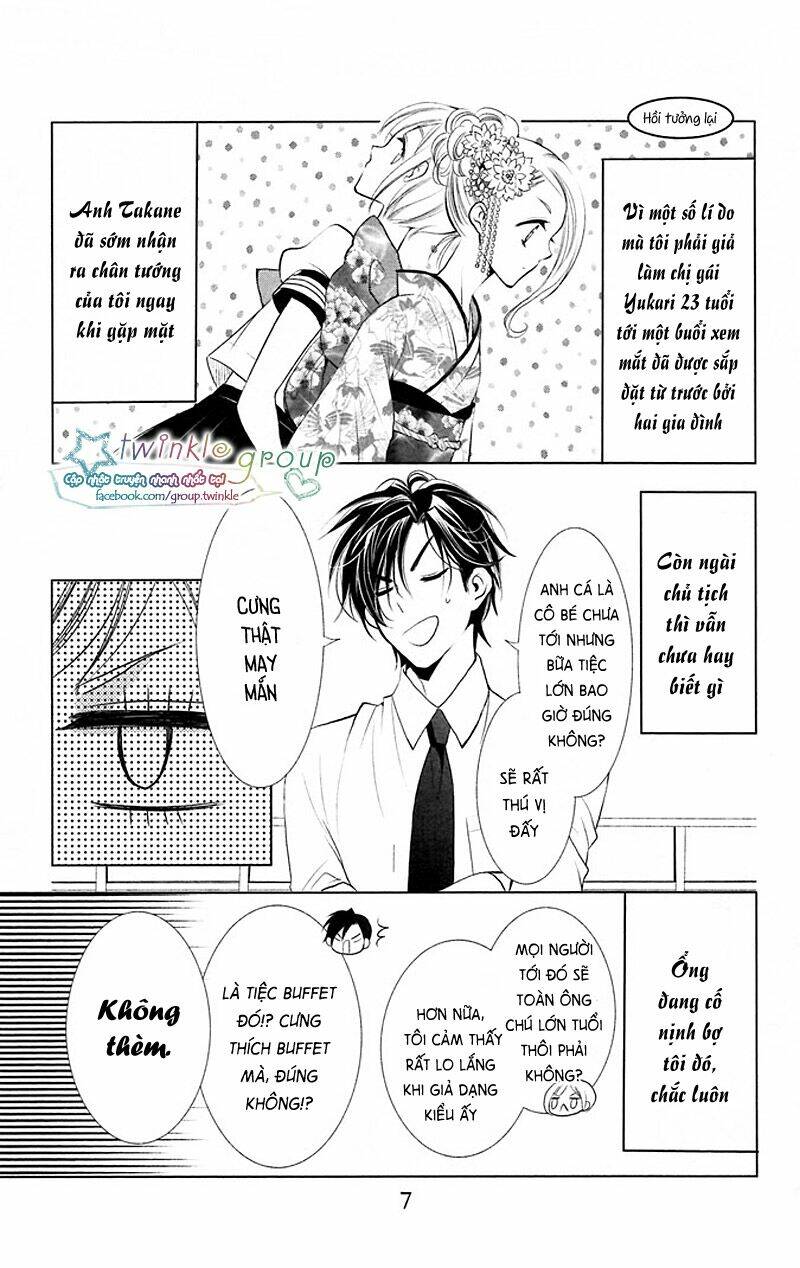 Hồi tưởng lại
Vì một số lí do
mà tôi phải giả
làm chị gái
Yukari 23 tuổi
tới một buổi xem
mắt đã được sắp
đặt từ trước bởi
hai gia đình
Anh Takane
đã sớm nhận
ra chân tướng
của tôi ngay
khi gặp mặt
twinkle group
cập nhật truyện nhanh nhất tại
facebook.com/group.twinkle
Còn ngài
chủ tịch
thì vẫn
chưa hay
biết gì
ANH CÁ LÀ
CÔ BÉ CHƯA
TỚI NHƯNG
BỮA TIỆC
LỚN BAO
GIỜ ĐÚNG
KHÔNG?
SẼ RẤT
THÚ VỊ
ĐẤY
CƯNG
THẬT
MAY
MẮN
Ổng
đang cố
nịnh bợ
tôi đó,
chắc luôn
MỌI NGƯỜI
TỚI ĐÓ SẼ
TOÀN ÔNG
CHÚ LỚN TUỔI
THÔI PHẢI
KHÔNG?
HƠN NỮA,
TÔI CẢM THẤY
RẤT LO LẮNG
KHI GIẢ DẠNG
KIỂU ẤY
LÀ TIỆC BUFFET
ĐÓ!? CƯNG
THÍCH BUFFET
MÀ, ĐÚNG
KHÔNG!?
Không
thèm.
7